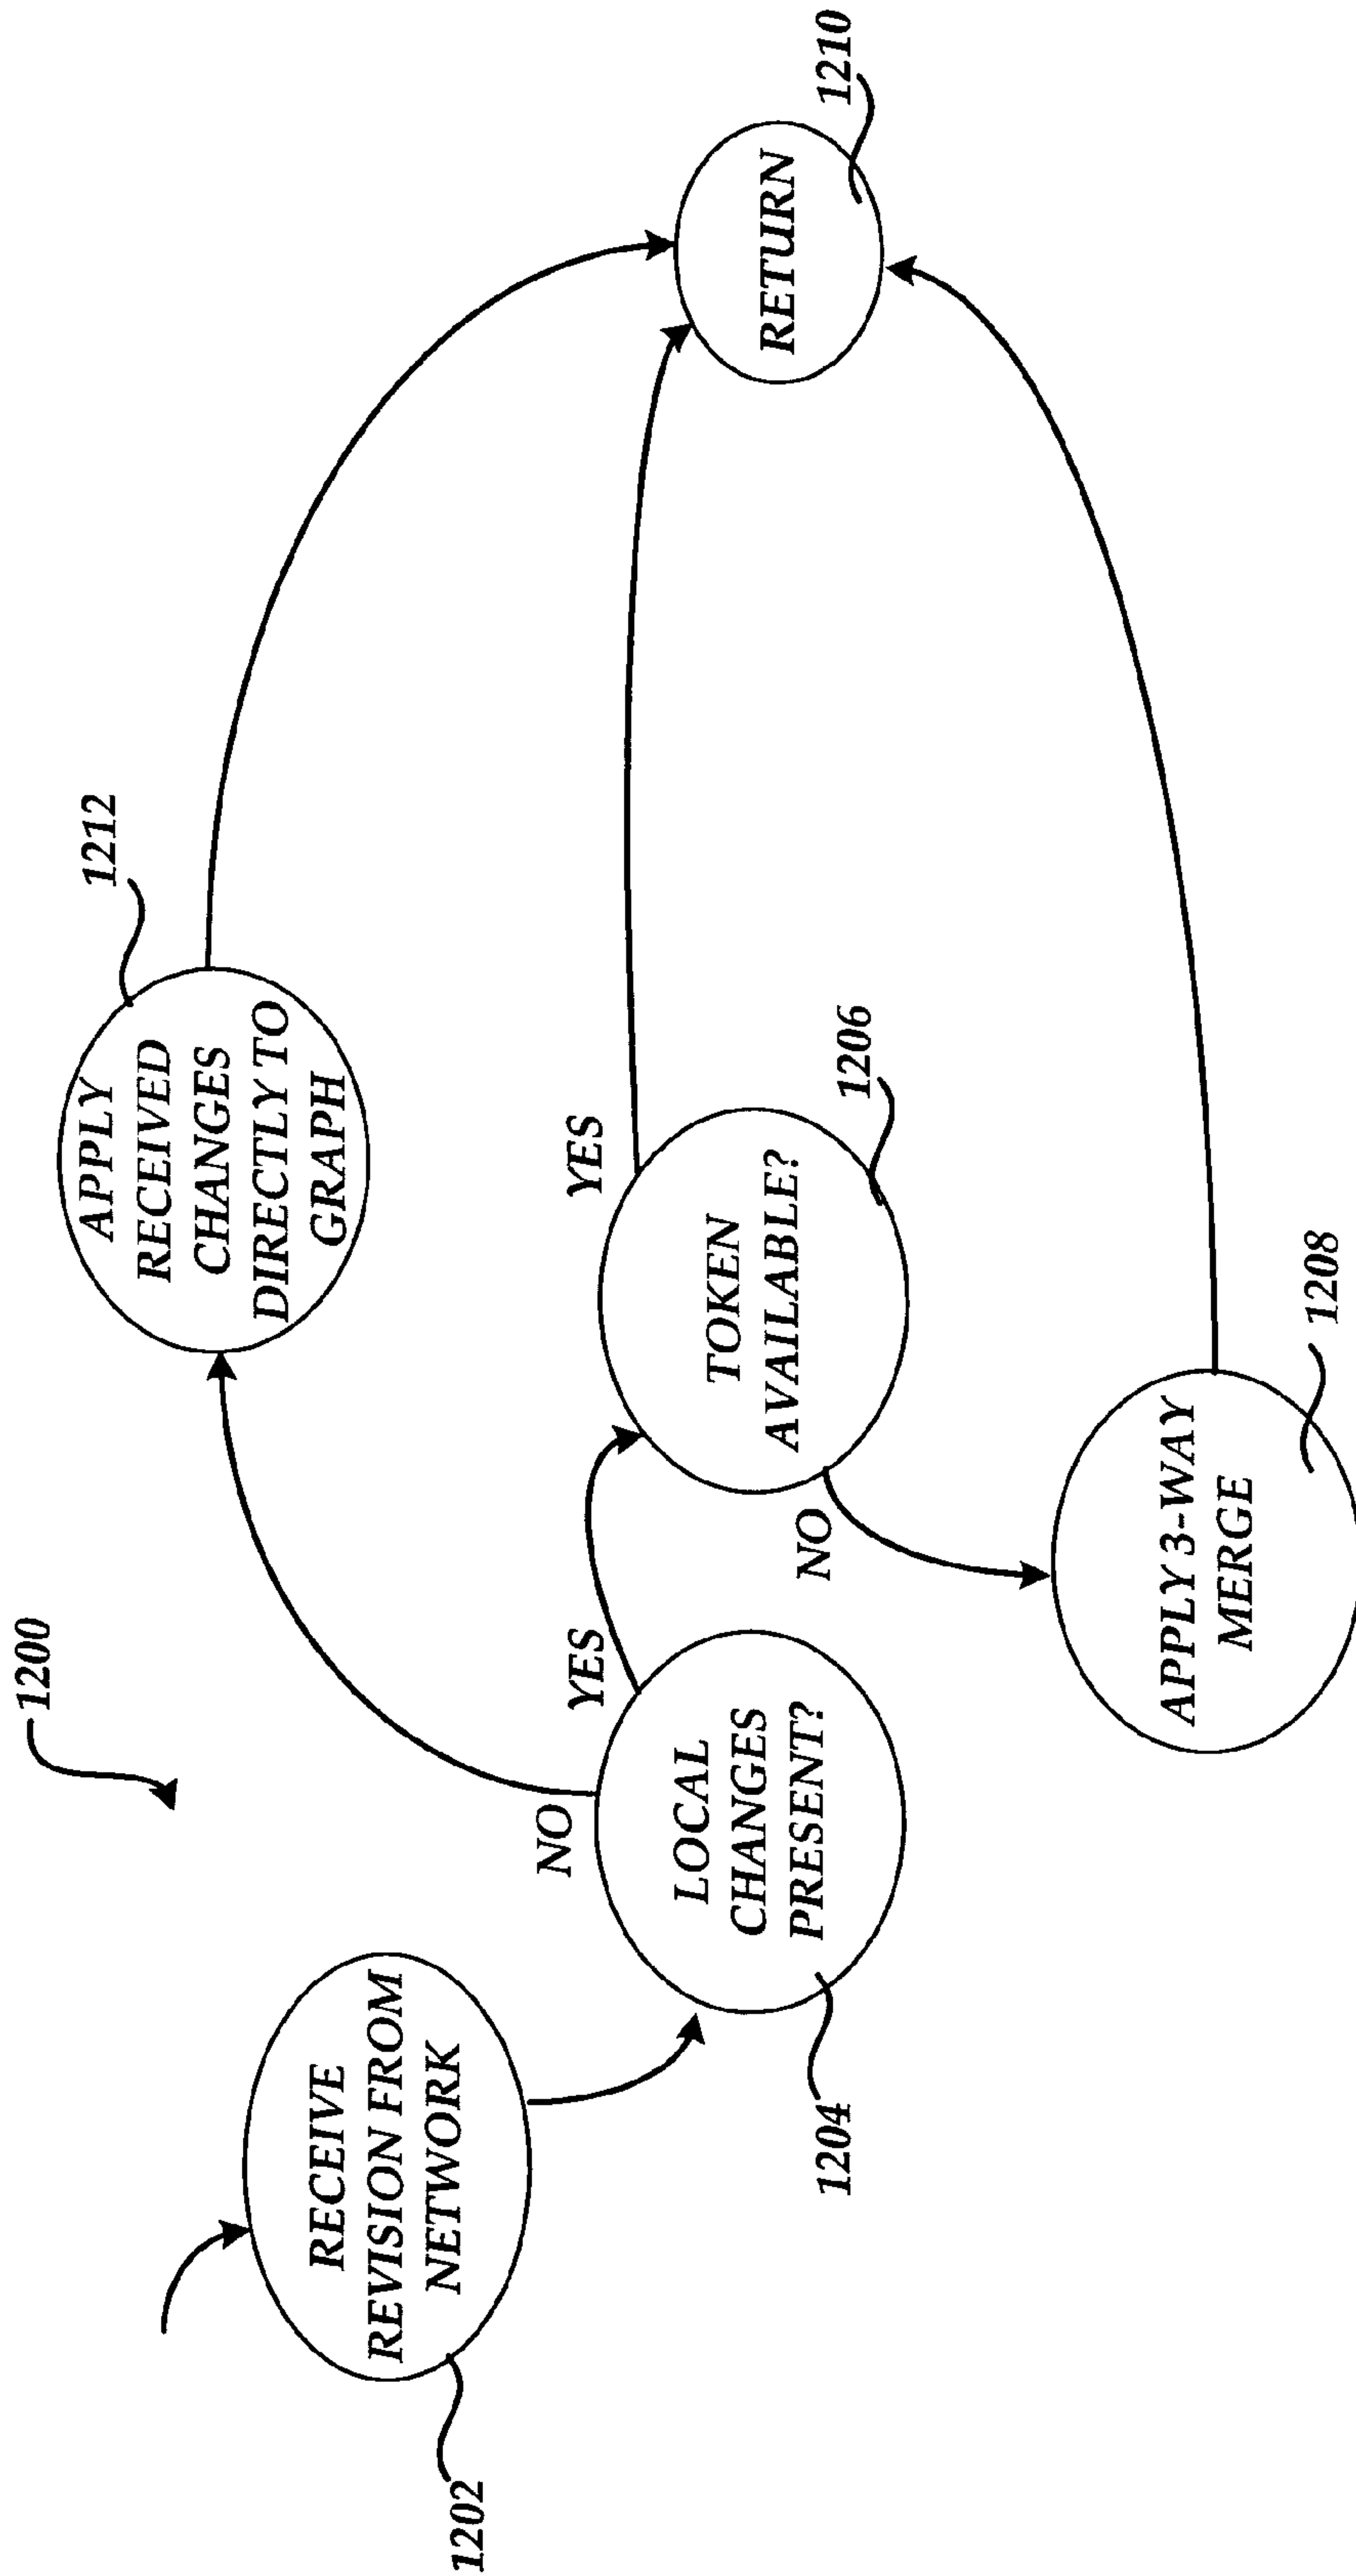 1200
RECEIVE
REVISION FROM
NETWORK
1202
LOCAL
CHANGES
PRESENT?
1204
NO
YES
APPLY
RECEIVED
CHANGES
DIRECTLY TO
GRAPH
1212
TOKEN
AVAILABLE?
1206
YES
NO
APPLY 3-WAY
MERGE
1208
RETURN
1210